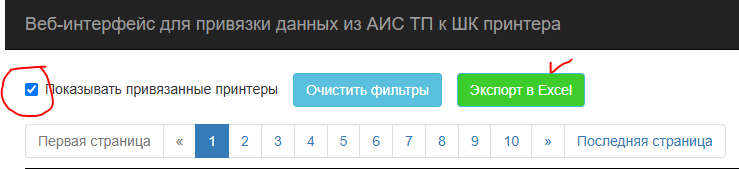 Веб-интерфейс для привязки данных из АИС ТП к ШК принтера
Показывать привязанные принтеры Очистить фильтры Экспорт в Excel
Первая страница « 1 2 3 4 5 6 7 8 9 10 » Последняя страница